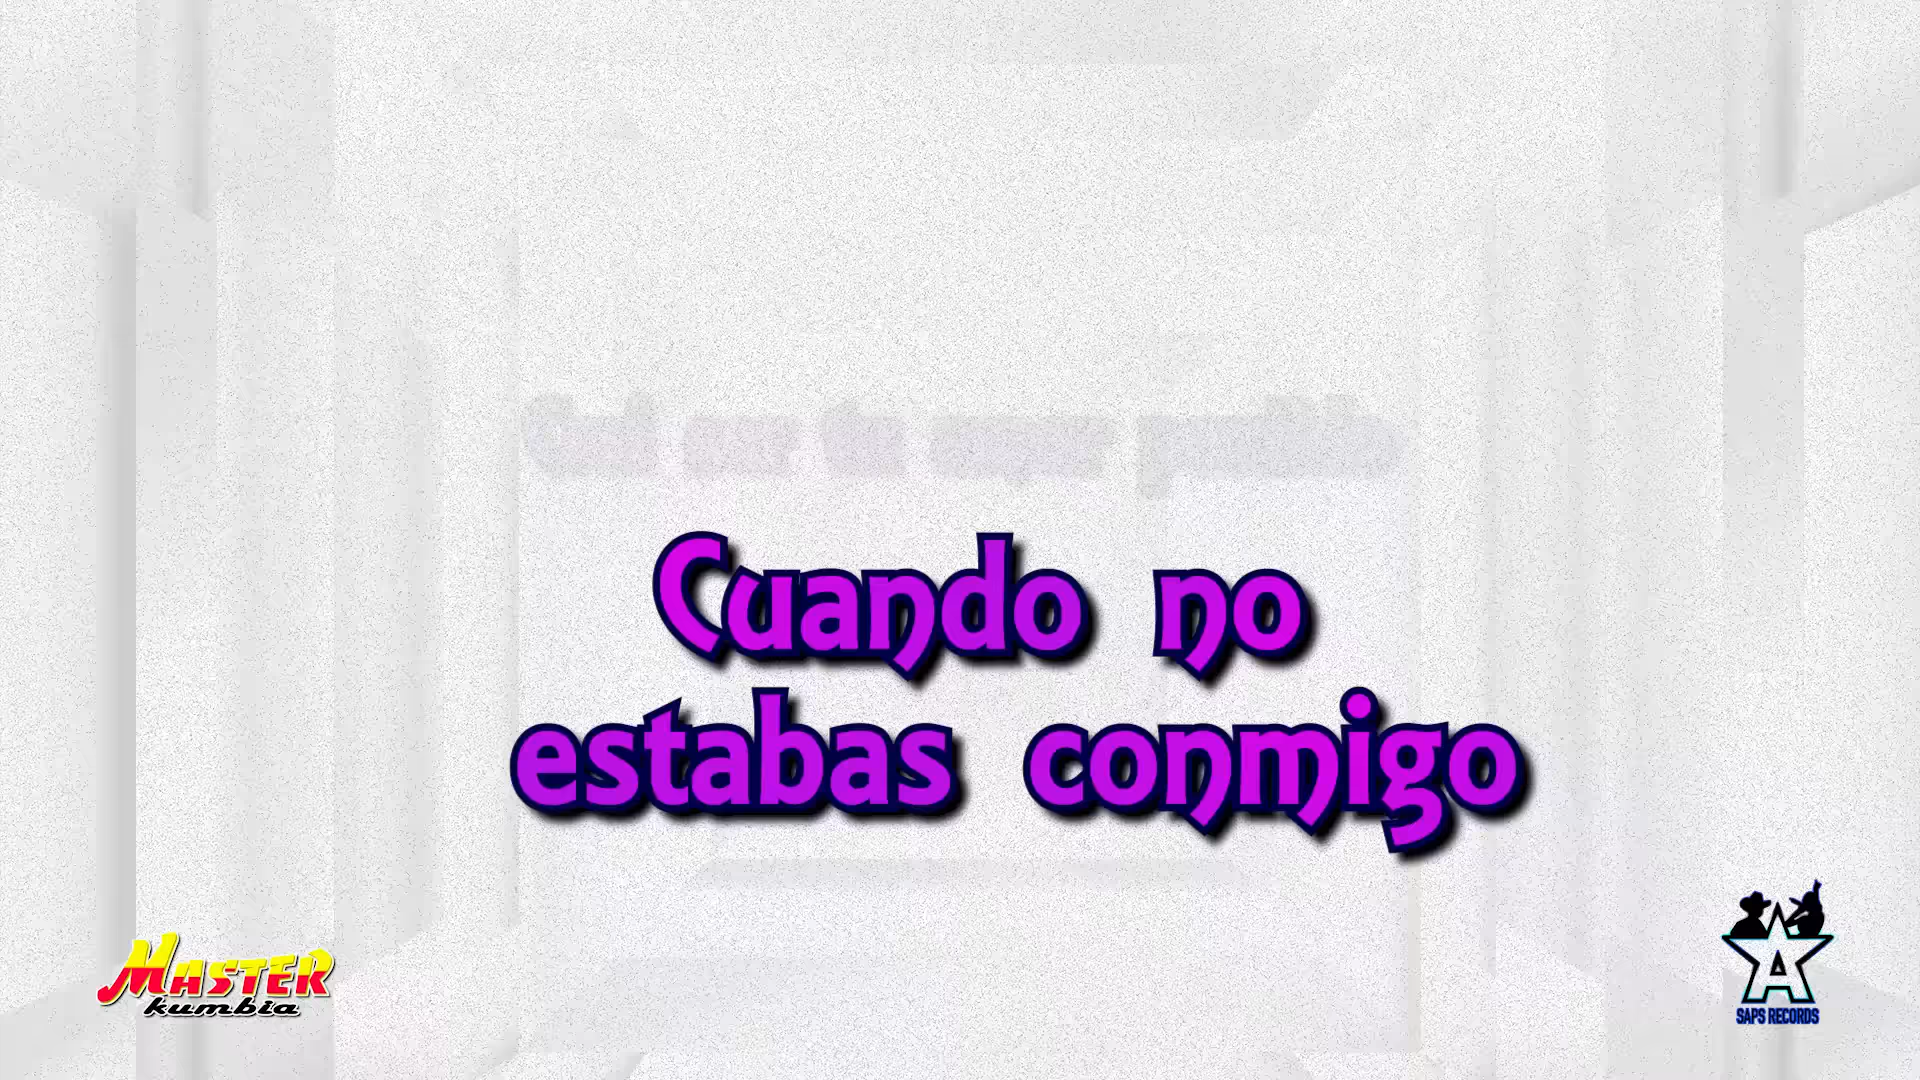 Cuando no
estabas conmigo
MASTER
kumbia
A
SAPS RECORDS